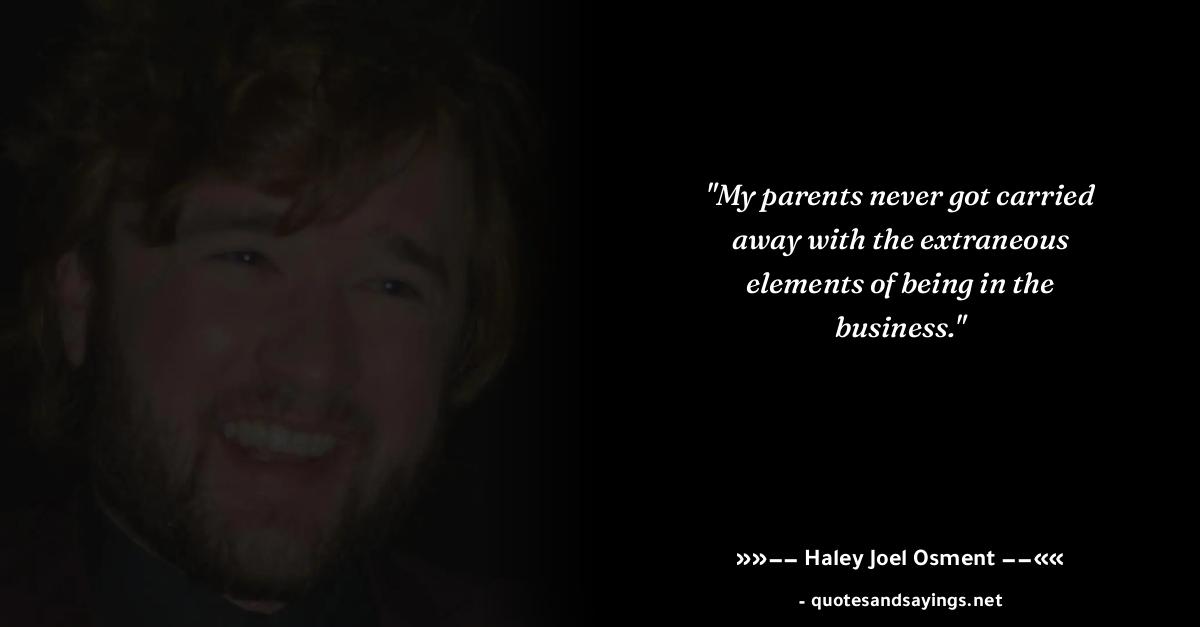 "My parents never got carried
away with the extraneous
elements of being in the
business."
»»–– Haley Joel Osment ––««
- quotesandsayings.net